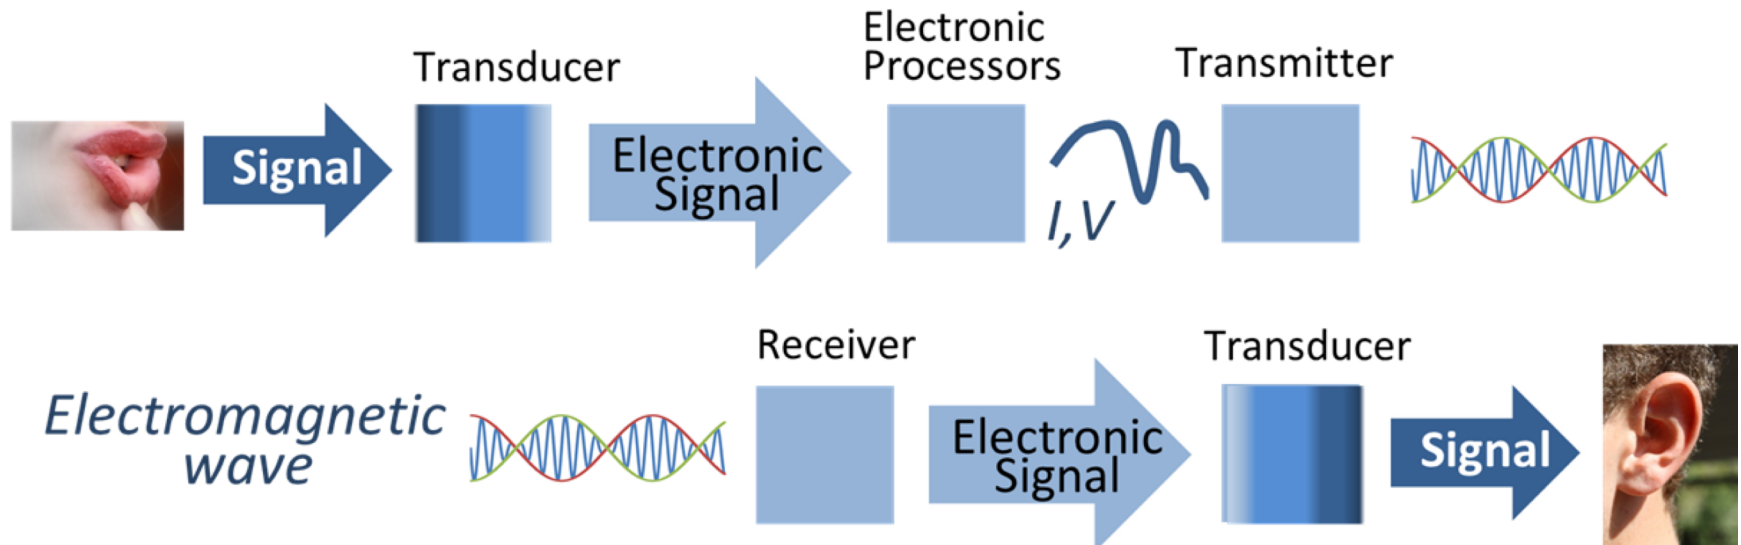 Electronic
Processors
Transducer
Transmitter
Signal
Electronic
Signal
I, V
Receiver
Transducer
Electromagnetic
wave
Electronic
Signal
Signal